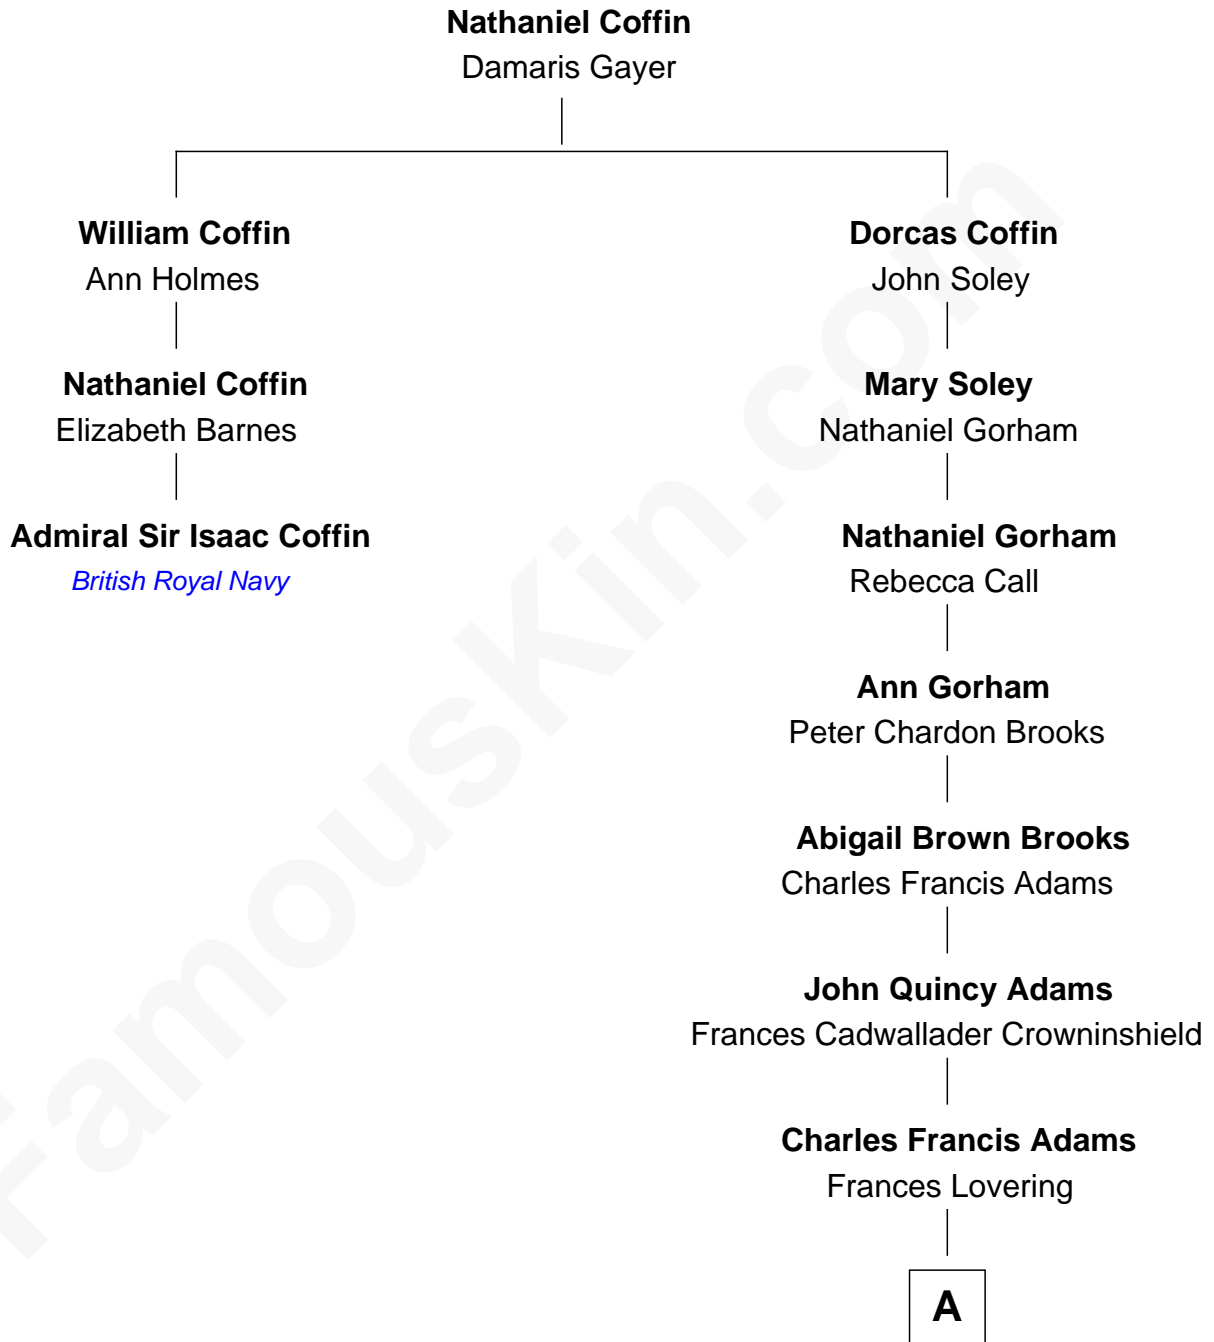 Nathaniel Coffin
Damaris Gayer
William Coffin
Ann Holmes
Dorcas Coffin
John Soley
Nathaniel Coffin
Elizabeth Barnes
Mary Soley
Nathaniel Gorham
Admiral Sir Isaac Coffin
British Royal Navy
Nathaniel Gorham
Rebecca Call
Ann Gorham
Peter Chardon Brooks
Abigail Brown Brooks
Charles Francis Adams
John Quincy Adams
Frances Cadwallader Crowninshield
Charles Francis Adams
Frances Lovering
A
FamousKin.com